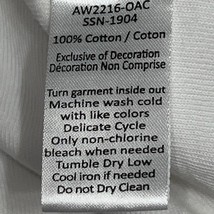 AW2216-OAC
SSN-1904
100% Cotton / Coton
Exclusive of Decoration
Décoration Non Comprise
Turn garment inside out
Machine wash cold
with like colors
Delicate Cycle
Only non-chlorine
bleach when needed
Tumble Dry Low
Cool iron if needed
Do not Dry Clean